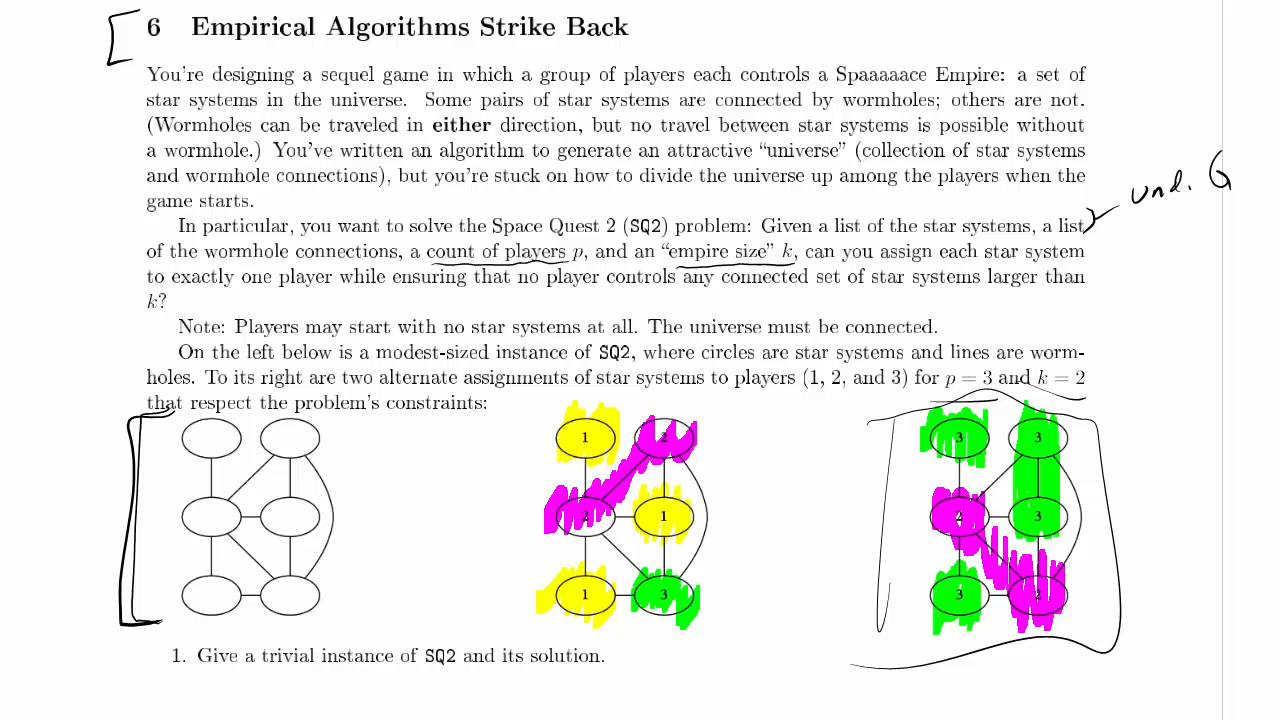 6 Empirical Algorithms Strike Back
You're designing a sequel game in which a group of players each controls a Spaaaaace Empire: a set of
star systems in the universe. Some pairs of star systems are connected by wormholes; others are not.
(Wormholes can be traveled in either direction, but no travel between star systems is possible without
a wormhole.) You've written an algorithm to generate an attractive “universe” (collection of star systems
and wormhole connections), but you're stuck on how to divide the universe up among the players when the
game starts.
und. G
In particular, you want to solve the Space Quest 2 (SQ2) problem: Given a list of the star systems, a list
of the wormhole connections, a count of players p, and an “empire size” k, can you assign each star system
to exactly one player while ensuring that no player controls any connected set of star systems larger than
k?
Note: Players may start with no star systems at all. The universe must be connected.
On the left below is a modest-sized instance of SQ2, where circles are star systems and lines are worm-
holes. To its right are two alternate assignments of star systems to players (1, 2, and 3) for p = 3 and k = 2
that respect the problem's constraints:
1 2 3 3
2 1 2 3
1 3 3 2
1. Give a trivial instance of SQ2 and its solution.